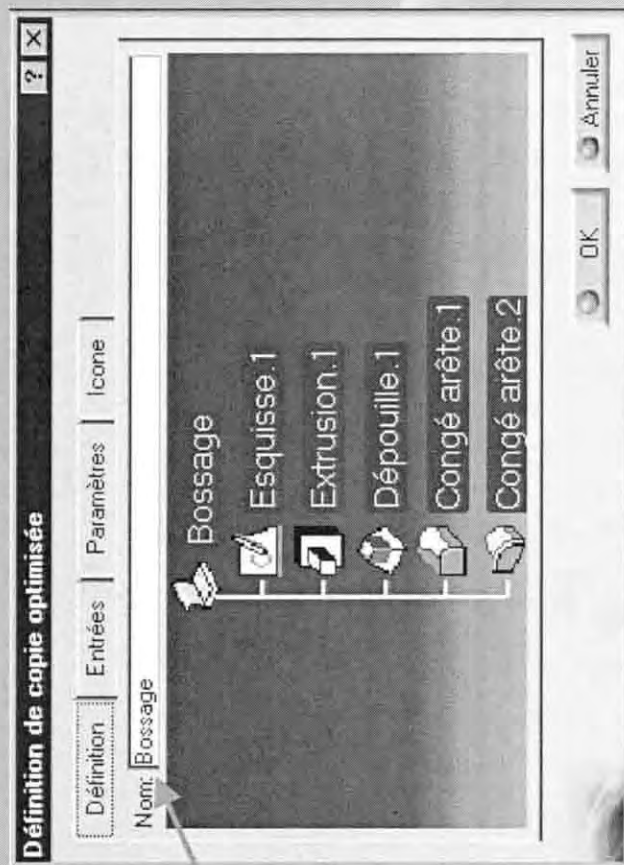 Définition de copie optimisée
? X
Définition Entrées Paramètres Icone
Nom: Bossage
Bossage
Esquisse.1
Extrusion.1
Dépouille.1
Congé arête.1
Congé arête.2
OK Annuler